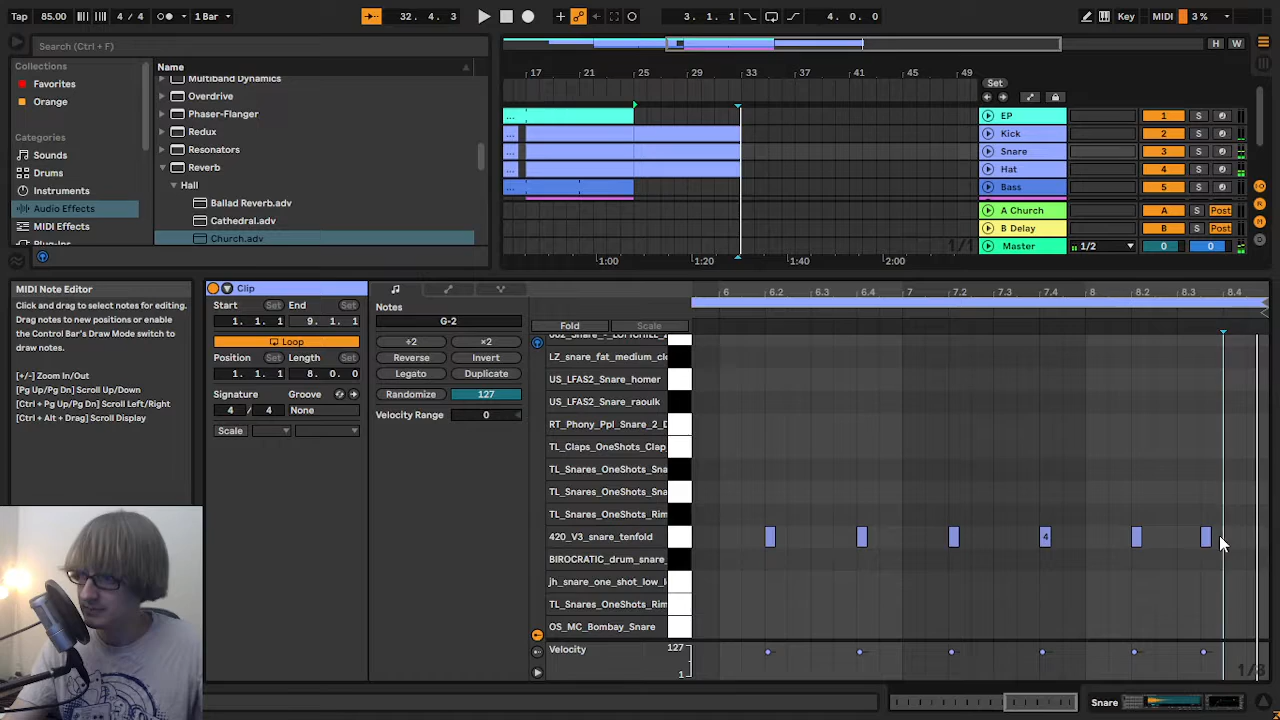 Tap 85.00 4 / 4 1 Bar 32. 4. 3 3. 1. 1 4. 0. 0 Key MIDI 3 %
Search (Ctrl + F)
Collections
Favorites
Orange
Categories
Sounds
Drums
Instruments
Audio Effects
MIDI Effects
Name
Multiband Dynamics
Overdrive
Phaser-Flanger
Redux
Resonators
Reverb
Hall
Ballad Reverb.adv
Cathedral.adv
Church.adv
H W
17 21 25 29 33 37 41 45 49
Set
EP 1 S
Kick 2 S
Snare 3 S
Hat 4 S
Bass 5 S
A Church A S Post
B Delay B S Post
Master 1/2 0 0
1/1
1:00 1:20 1:40 2:00
MIDI Note Editor
Click and drag to select notes for editing.
Drag notes to new positions or enable
the Control Bar's Draw Mode switch to
draw notes.
[+/-] Zoom In/Out
[Pg Up/Pg Dn] Scroll Up/Down
[Ctrl + Pg Up/Pg Dn] Scroll Left/Right
[Ctrl + Alt + Drag] Scroll Display
Clip
Start Set End Set
1. 1. 1 9. 1. 1
Loop
Position Set Length Set
1. 1. 1 8. 0. 0
Signature Groove
4 / 4 None
Scale
Notes
G-2
÷2 ×2
Reverse Invert
Legato Duplicate
Randomize 127
Velocity Range 0
Fold Scale
6 6.2 6.3 6.4 7 7.2 7.3 7.4 8 8.2 8.3 8.4
LZ_snare_fat_medium_clo
US_LFAS2_Snare_homer
US_LFAS2_Snare_raoulk
RT_Phony_Ppl_Snare_2_D
TL_Claps_OneShots_Clap_
TL_Snares_OneShots_Sna
TL_Snares_OneShots_Sna
TL_Snares_OneShots_Rim
420_V3_snare_tenfold
4
BIROCRATIC_drum_snare_
jh_snare_one_shot_low_l
TL_Snares_OneShots_Rim
OS_MC_Bombay_Snare
Velocity 127
1
1/8
Snare